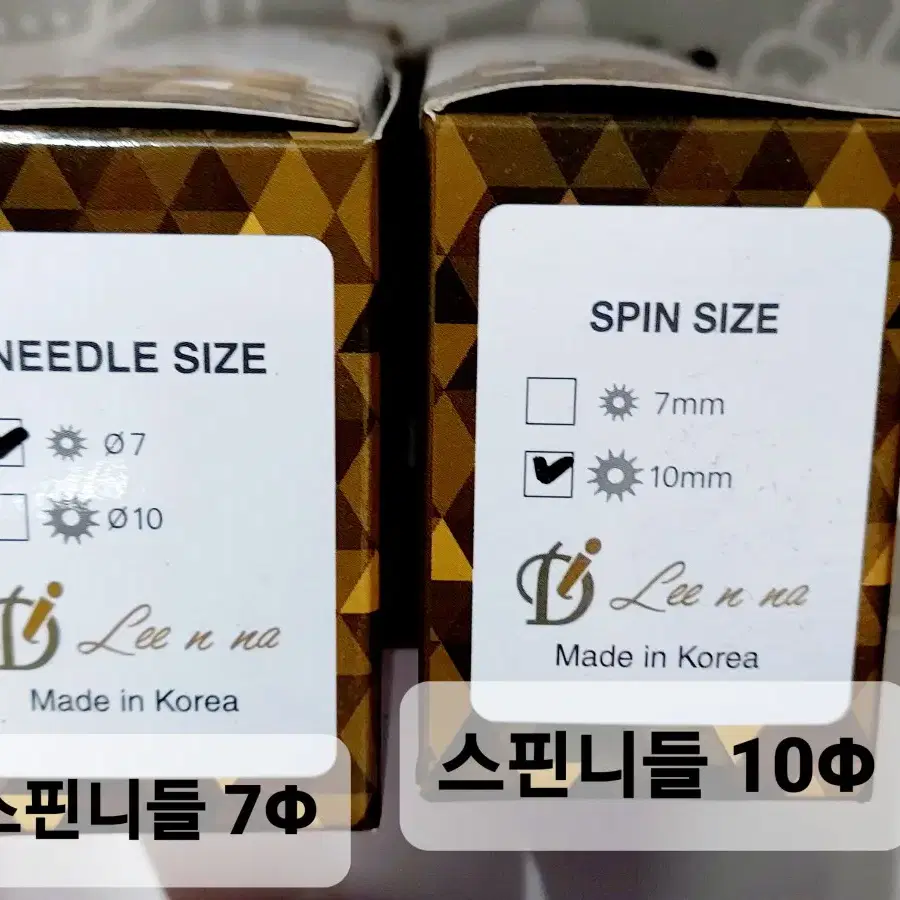 NEEDLE SIZE
Ø7
Ø10
Lee n na
Made in Korea
스핀니들 7Φ
SPIN SIZE
7mm
10mm
Lee n na
Made in Korea
스핀니들 10Φ